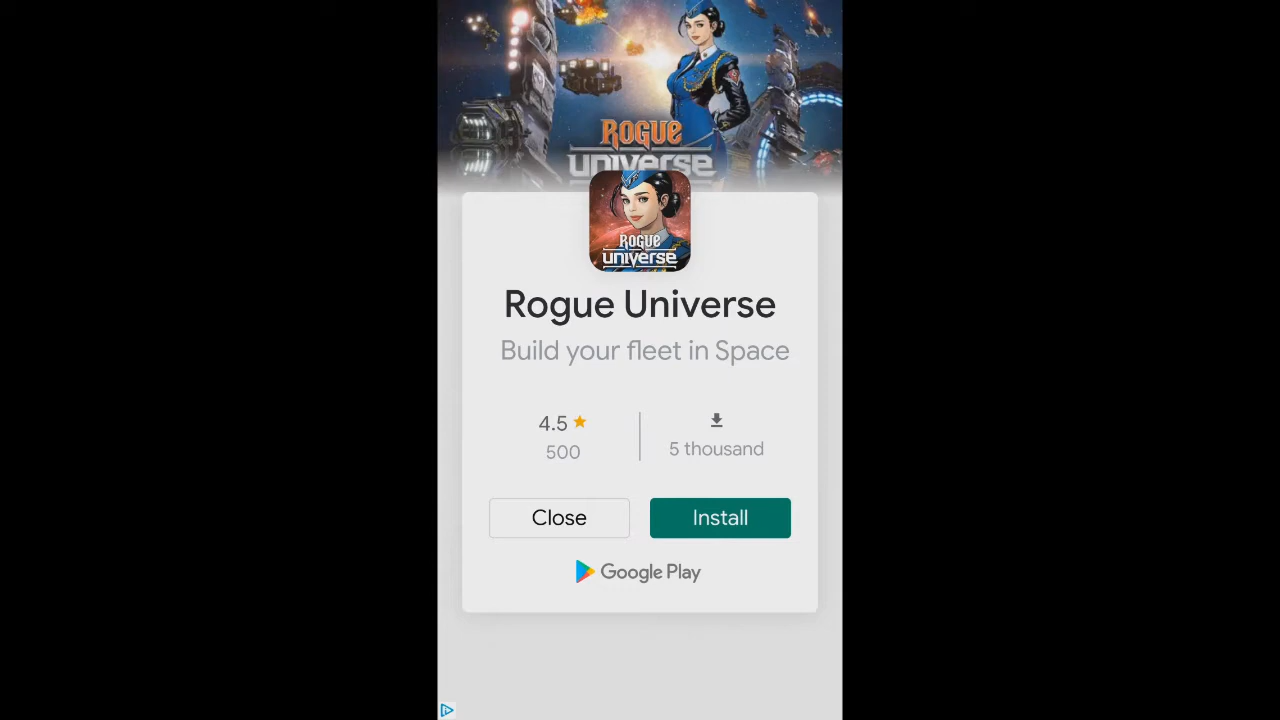 ROGUE
UNIVERSE
ROGUE
UNIVERSE
Rogue Universe
Build your fleet in Space
4.5
500
5 thousand
Close
Install
Google Play